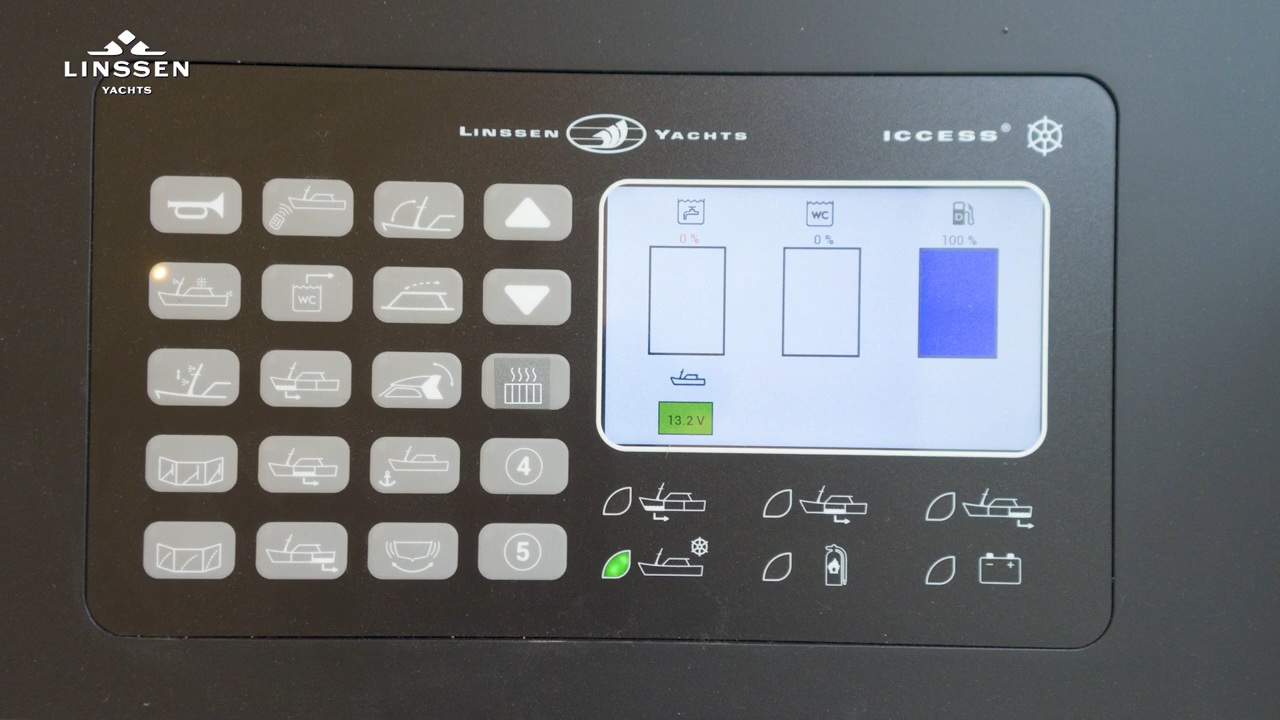 LINSSEN
YACHTS
LINSSEN YACHTS
ICCESS®
WC
0 %
0 %
100 %
D
WC
13.2 V
4
5